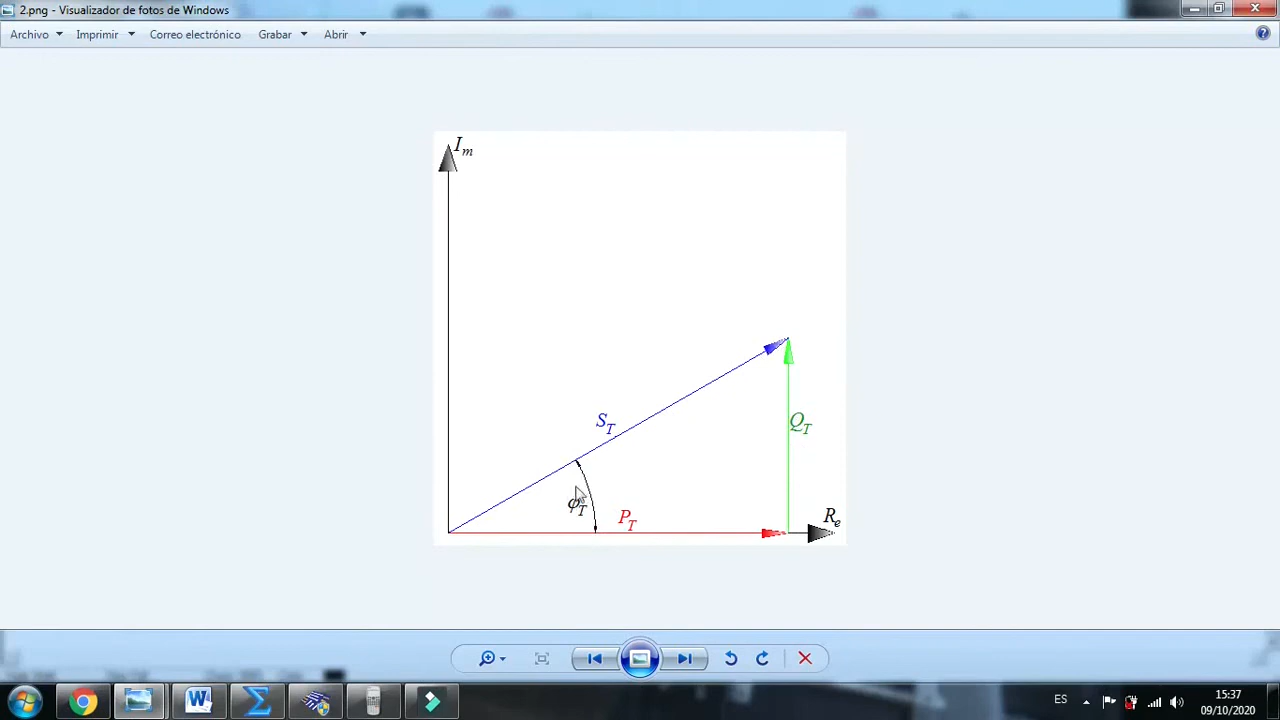 2.png - Visualizador de fotos de Windows
Archivo Imprimir Correo electrónico Grabar Abrir
Im
ST
QT
φT
PT
Re
ES
15:37
09/10/2020